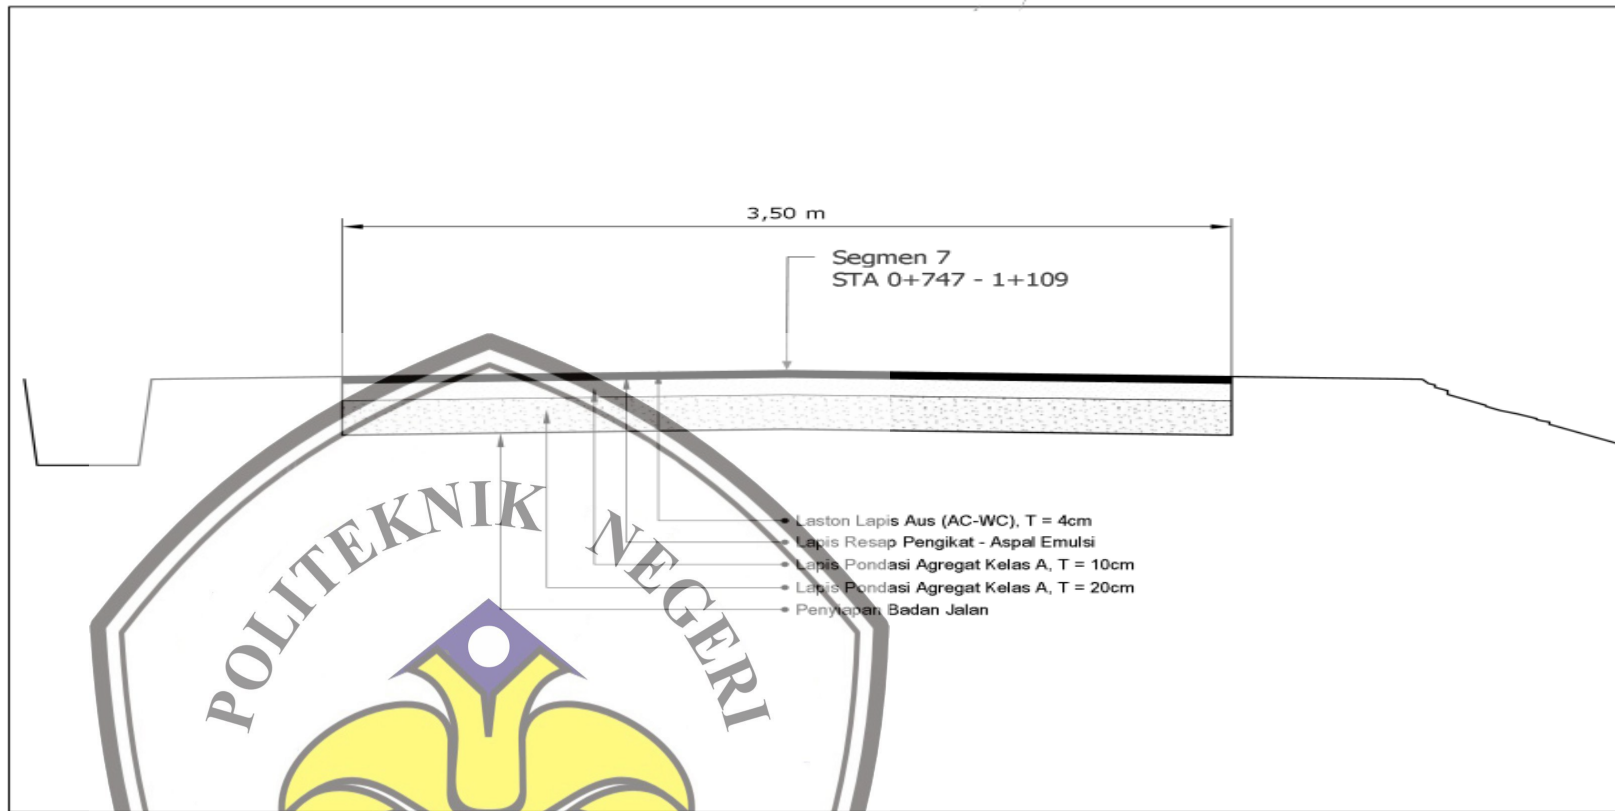 3,50 m
Segmen 7
STA 0+747 - 1+109
Laston Lapis Aus (AC-WC), T = 4cm
Lapis Resap Pengikat - Aspal Emulsi
Lapis Pondasi Agregat Kelas A, T = 10cm
Lapis Pondasi Agregat Kelas A, T = 20cm
Penyiapan Badan Jalan
POLITEKNIK NEGERI